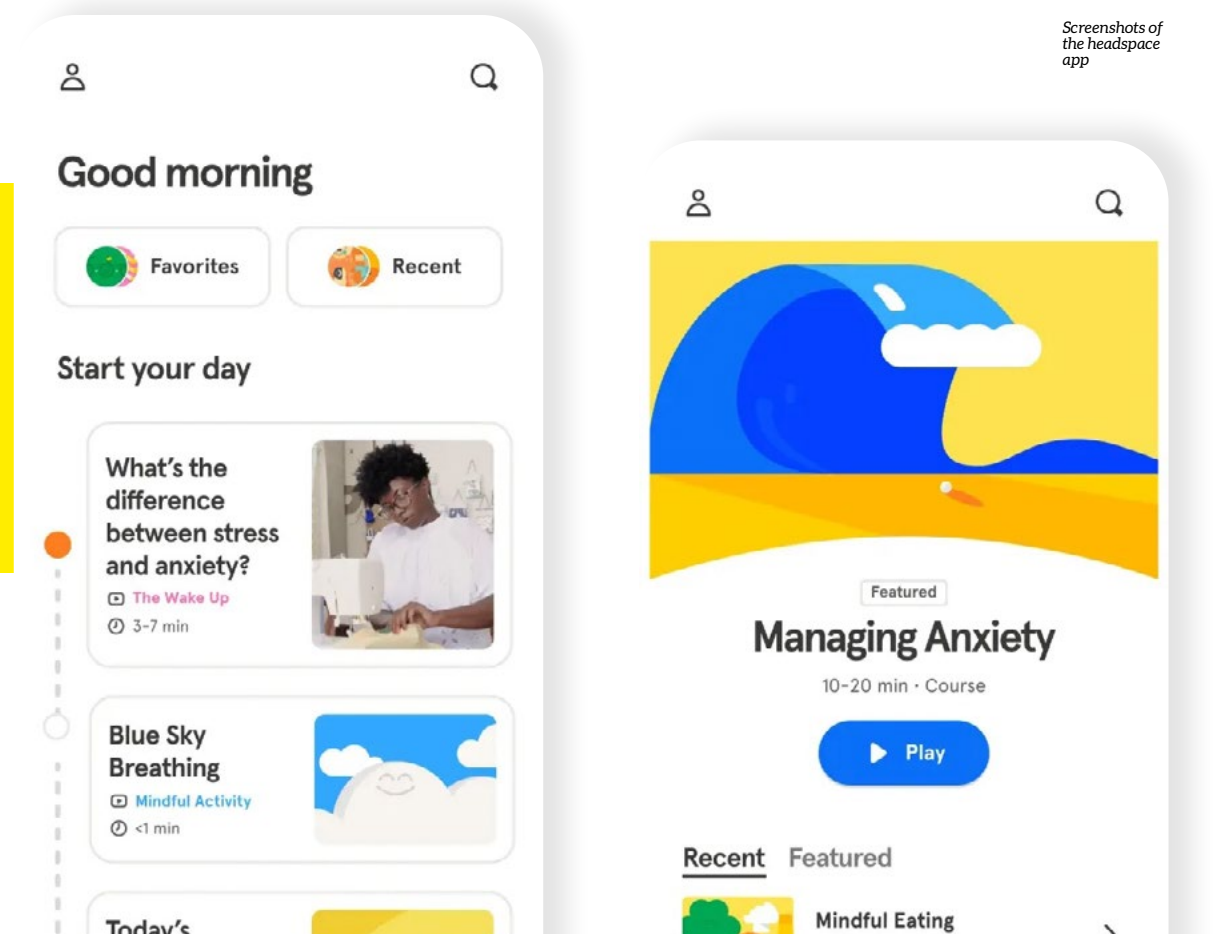 Screenshots of
the headspace
app
Good morning
Favorites
Recent
Start your day
What's the
difference
between stress
and anxiety?
The Wake Up
3-7 min
Blue Sky
Breathing
Mindful Activity
<1 min
Today's
Featured
Managing Anxiety
10-20 min · Course
Play
Recent Featured
Mindful Eating